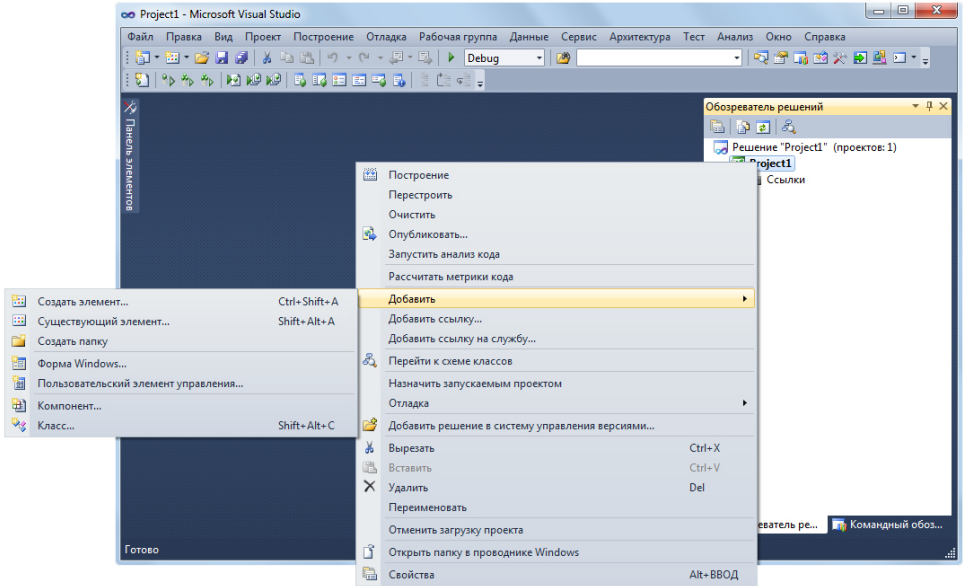 Project1 - Microsoft Visual Studio
Файл Правка Вид Проект Построение Отладка Рабочая группа Данные Сервис Архитектура Тест Анализ Окно Справка
Debug
Панель элементов
Обозреватель решений
Решение "Project1" (проектов: 1)
Project1
Ссылки
Построение
Перестроить
Очистить
Опубликовать...
Запустить анализ кода
Рассчитать метрики кода
Добавить
Добавить ссылку...
Добавить ссылку на службу...
Перейти к схеме классов
Назначить запускаемым проектом
Отладка
Добавить решение в систему управления версиями...
Вырезать Ctrl+X
Вставить Ctrl+V
Удалить Del
Переименовать
Отменить загрузку проекта
Открыть папку в проводнике Windows
Свойства Alt+ВВОД
Создать элемент... Ctrl+Shift+A
Существующий элемент... Shift+Alt+A
Создать папку
Форма Windows...
Пользовательский элемент управления...
Компонент...
Класс... Shift+Alt+C
еватель ре... Командный обоз...
Готово